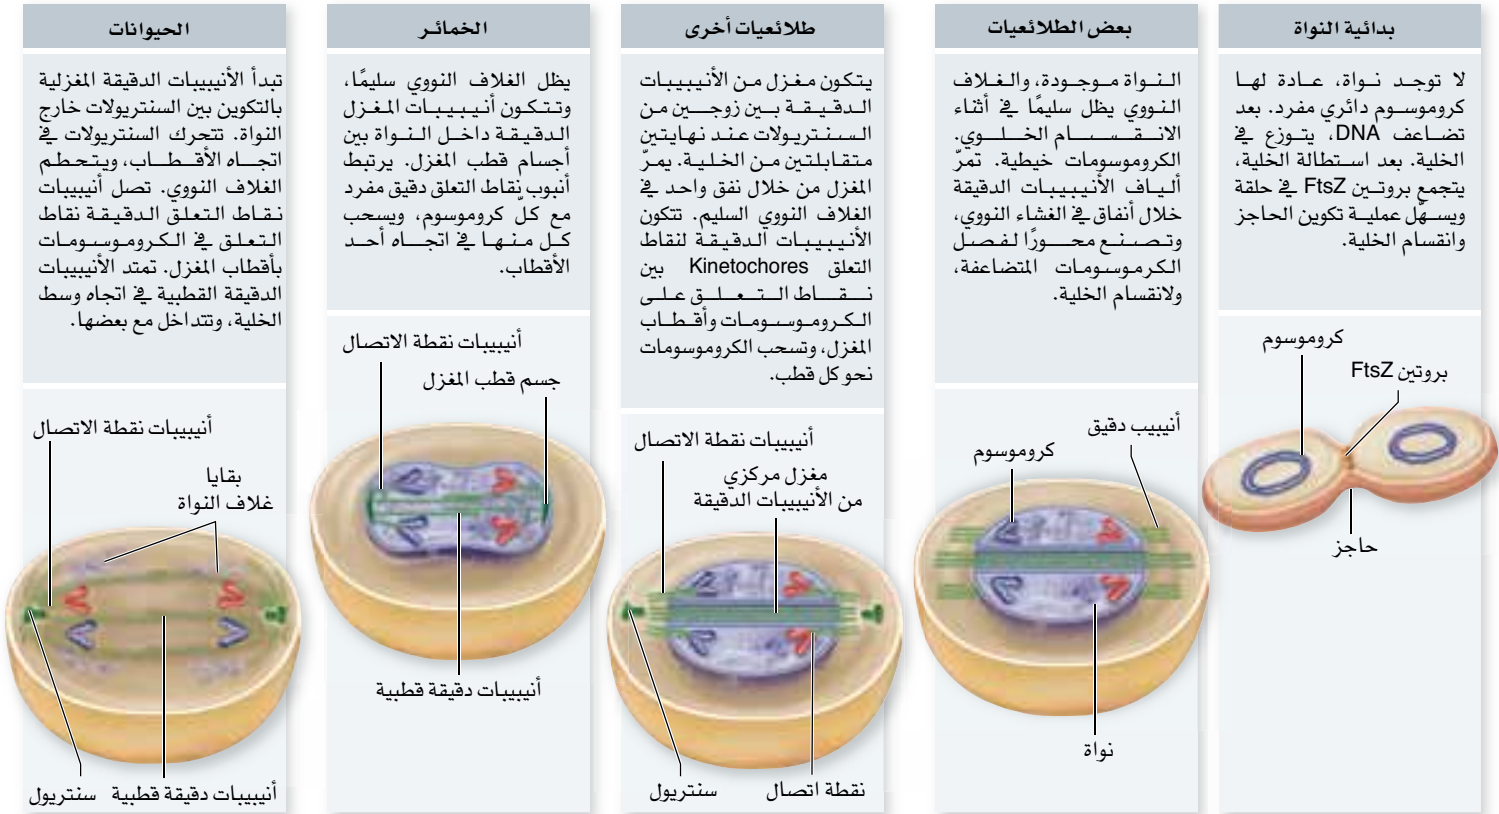 بدائية النواة
لا توجد نواة، عادة لها
كروموسوم دائري مفرد. بعد
تضاعف DNA، يتوزع في
الخلية. بعد استطالة الخلية،
يتجمع بروتين FtsZ في حلقة
ويسهّل عملية تكوين الحاجز
وانقسام الخلية.
كروموسوم
بروتين FtsZ
حاجز
بعض الطلائعيات
النواة موجودة، والغلاف
النووي يظل سليمًا في أثناء
الانقسام الخلوي.
الكروموسومات خيطية. تمرّ
ألياف الأنيبيبات الدقيقة
خلال أنفاق في الغشاء النووي،
وتصنع محورًا لفصل
الكرموسومات المتضاعفة،
ولانقسام الخلية.
أنيبيب دقيق
كروموسوم
نواة
طلائعيات أخرى
يتكون مغزل من الأنيبيبات
الدقيقة بين زوجين من
السنتريولات عند نهايتين
متقابلتين من الخلية. يمرّ
المغزل من خلال نفق واحد في
الغلاف النووي السليم. تتكون
الأنيبيبات الدقيقة لنقاط
التعلق Kinetochores بين
نقاط التعلق على
الكروموسومات وأقطاب
المغزل، وتسحب الكروموسومات
نحو كل قطب.
أنيبيبات نقطة الاتصال
مغزل مركزي
من الأنيبيبات الدقيقة
نقطة اتصال
سنتريول
الخمائر
يظل الغلاف النووي سليمًا،
وتتكون أنيبيبات المغزل
الدقيقة داخل النواة بين
أجسام قطب المغزل. يرتبط
أنبوب نقاط التعلق دقيق مفرد
مع كلّ كروموسوم، ويسحب
كل منها في اتجاه أحد
الأقطاب.
أنيبيبات نقطة الاتصال
جسم قطب المغزل
أنيبيبات دقيقة قطبية
الحيوانات
تبدأ الأنيبيبات الدقيقة المغزلية
بالتكوين بين السنتريولات خارج
النواة. تتحرك السنتريولات في
اتجاه الأقطاب، ويتحطم
الغلاف النووي. تصل أنيبيبات
نقاط التعلق الدقيقة نقاط
التعلق في الكروموسومات
بأقطاب المغزل. تمتد الأنيبيبات
الدقيقة القطبية في اتجاه وسط
الخلية، وتتداخل مع بعضها.
أنيبيبات نقطة الاتصال
بقايا
غلاف النواة
أنيبيبات دقيقة قطبية
سنتريول